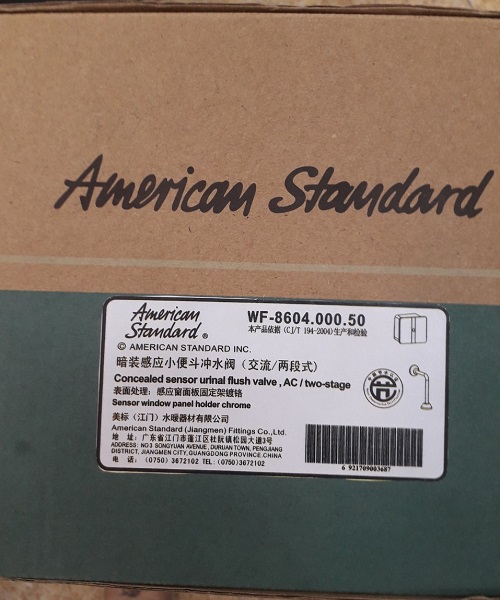 American Standard
American
Standard ®
WF-8604.000.50
本产品依据 (CJ/T 194-2004)生产和检验
© AMERICAN STANDARD INC.
暗装感应小便斗冲水阀（交流/两段式）
Concealed sensor urinal flush valve , AC / two-stage
表面处理：感应窗面板固定架镀铬
Sensor window panel holder chrome
美标（江门）水暖器材有限公司
American Standard (Jiangmen) Fittings Co., Ltd
地 址：广东省江门市蓬江区杜阮镇松园大道3号
ADDRESS: NO3 SONGYUAN AVENUE , DURUAN TOWN, PENGJIANG
DISTRICT, JIANGMEN CITY, GUANGDONG PROVINCE.CHINA
电 话：（0750）3672102 TEL:(0750)3672102
6 921709003687